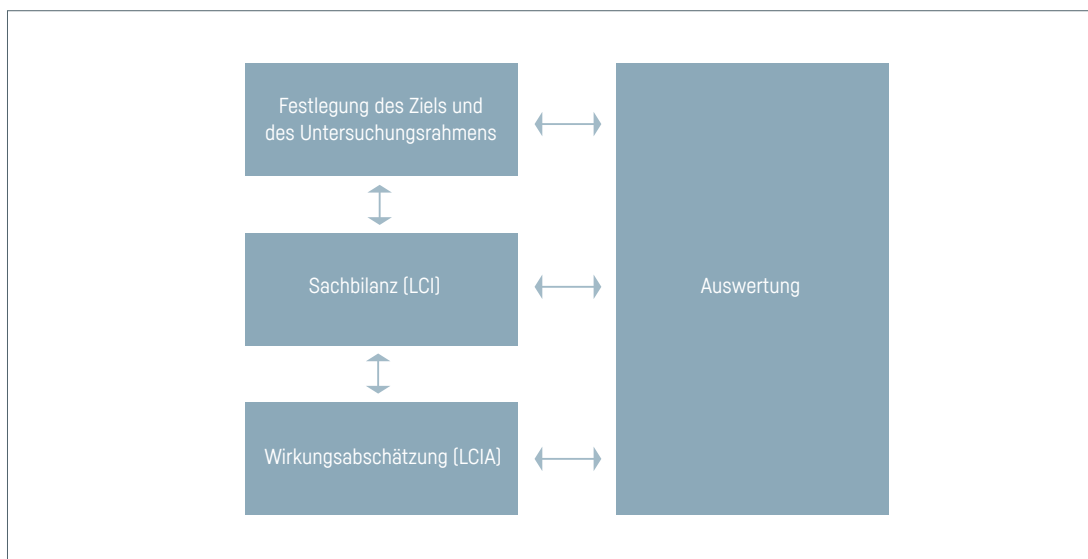 Festlegung des Ziels und
des Untersuchungsrahmens
Sachbilanz (LCI)
Auswertung
Wirkungsabschätzung (LCIA)